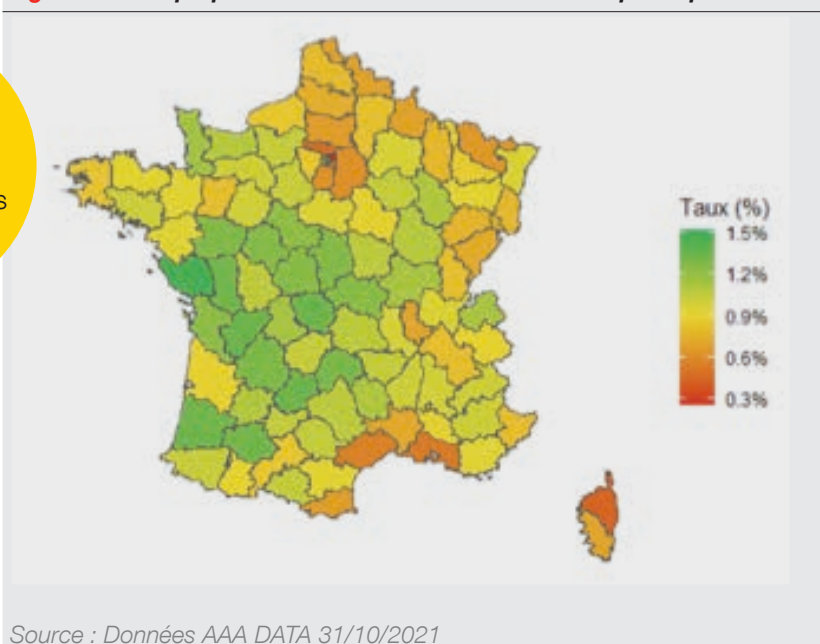 s
Taux (%)
1.5%
1.2%
0.9%
0.6%
0.3%
Source : Données AAA DATA 31/10/2021